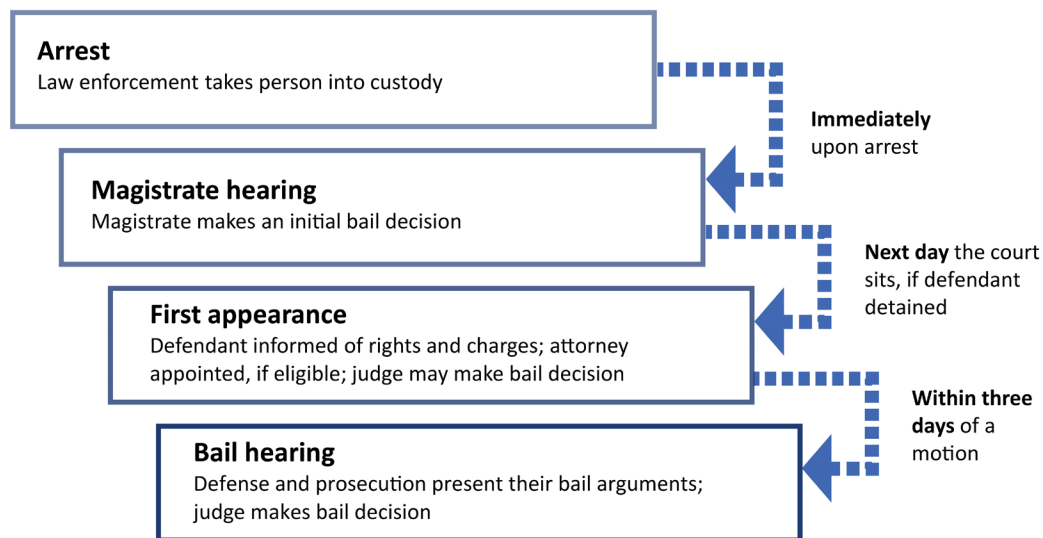 Arrest
Law enforcement takes person into custody
Immediately
upon arrest
Magistrate hearing
Magistrate makes an initial bail decision
Next day the court
sits, if defendant
detained
First appearance
Defendant informed of rights and charges; attorney
appointed, if eligible; judge may make bail decision
Within three
days of a
motion
Bail hearing
Defense and prosecution present their bail arguments;
judge makes bail decision